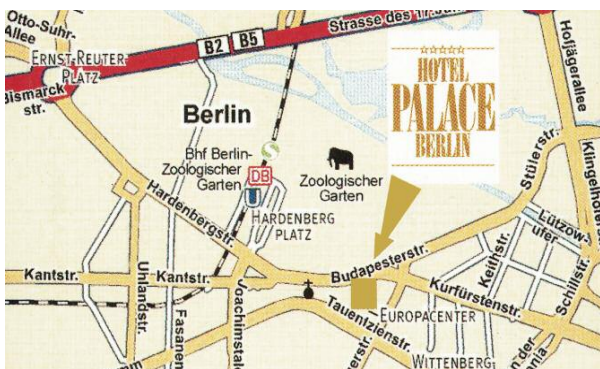 Otto-Suhr-
Allee
ERNST-REUTER
PLATZ
Bismarck
str.
B2
B5
Strasse des 17.
Hofjägerallee
HOTEL
PALACE
BERLIN
Berlin
Bhf Berlin-
Zoologischer
Garten
DB
S
U
Zoologischer
Garten
HARDENBERG
PLATZ
Hardenbergstr.
Stülerstr.
Klingelhöfer
Lützow-
ufer
Kantstr.
Kantstr.
Budapesterstr.
Keithstr.
Schillstr.
Uhlandstr.
Fasanen
Joachimstale
Kurfürstenstr.
EUROPACENTER
Tauentzienstr.
WITTENBERG